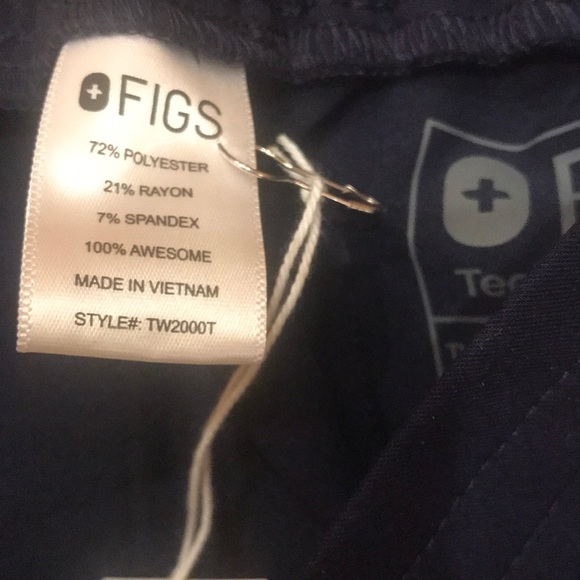 FIGS
72% POLYESTER
21% RAYON
7% SPANDEX
100% AWESOME
MADE IN VIETNAM
STYLE#: TW2000T